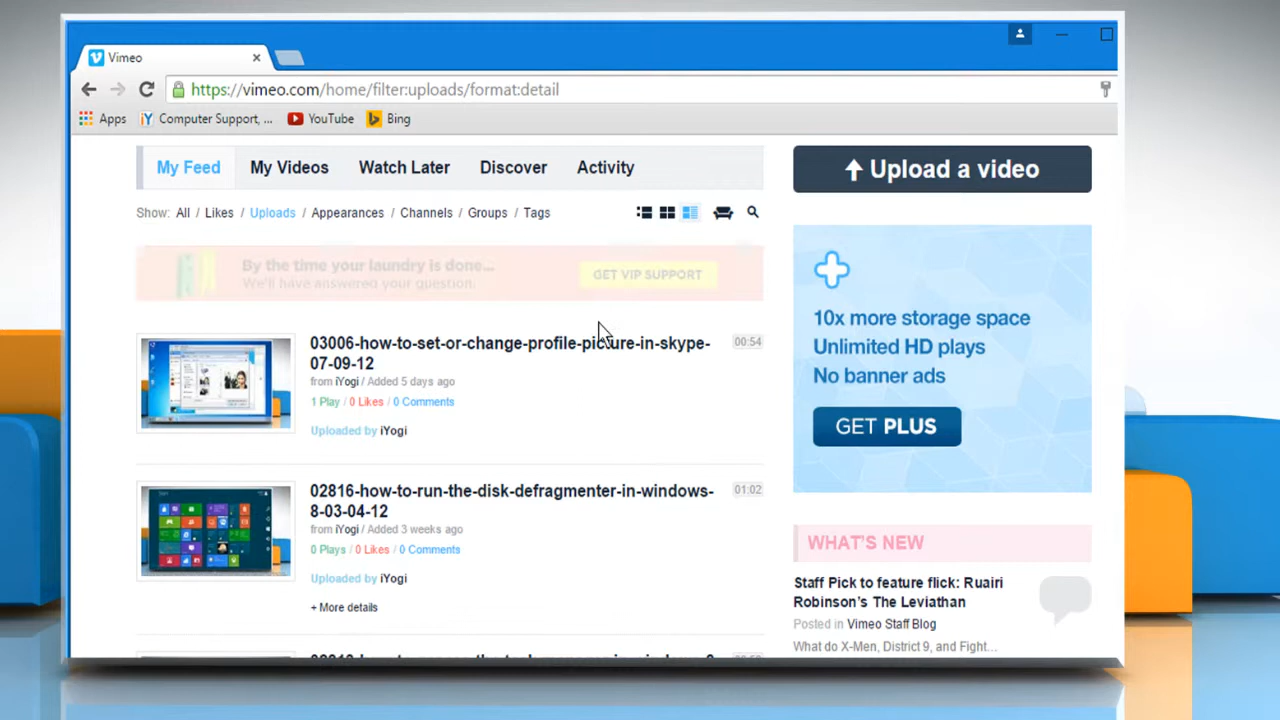 Vimeo
https://vimeo.com/home/filter:uploads/format:detail
Apps
Computer Support, ...
YouTube
Bing
My Feed
My Videos
Watch Later
Discover
Activity
Upload a video
Show: All / Likes / Uploads / Appearances / Channels / Groups / Tags
By the time your laundry is done...
We'll have answered your question.
GET VIP SUPPORT
03006-how-to-set-or-change-profile-picture-in-skype-
07-09-12
00:54
from iYogi / Added 5 days ago
1 Play / 0 Likes / 0 Comments
Uploaded by iYogi
02816-how-to-run-the-disk-defragmenter-in-windows-
8-03-04-12
01:02
from iYogi / Added 3 weeks ago
0 Plays / 0 Likes / 0 Comments
Uploaded by iYogi
+ More details
10x more storage space
Unlimited HD plays
No banner ads
GET PLUS
WHAT'S NEW
Staff Pick to feature flick: Ruairi
Robinson's The Leviathan
Posted in Vimeo Staff Blog
What do X-Men, District 9, and Fight...